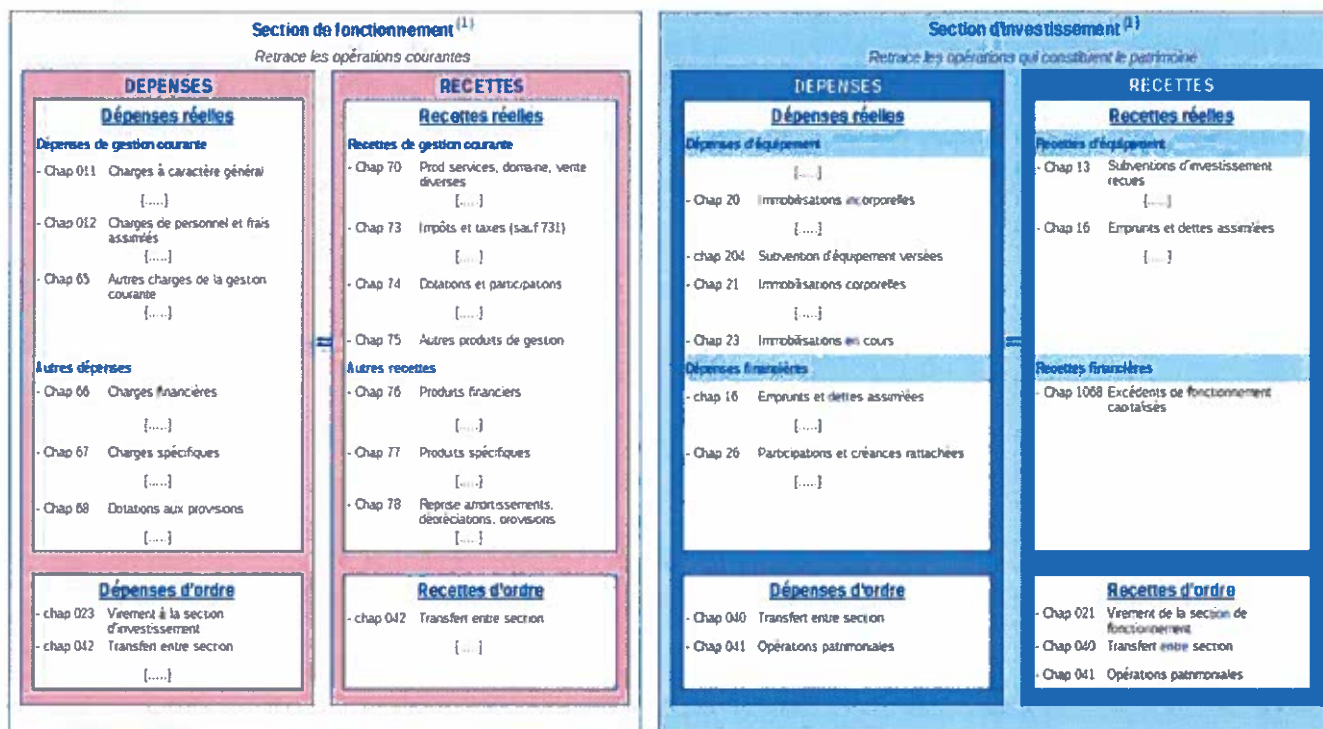 Section de fonctionnement (1)
Retrace les opérations courantes
DEPENSES
Dépenses réelles
Dépenses de gestion courante
- Chap 011 Charges à caractère général
[.....]
- Chap 012 Charges de personnel et frais
assimilés
[.....]
- Chap 65 Autres charges de la gestion
courante
[.....]
Autres dépenses
- Chap 66 Charges financières
[.....]
- Chap 67 Charges spécifiques
[.....]
- Chap 68 Dotations aux provisions
[.....]
Dépenses d'ordre
- chap 023 Virement à la section
d'investissement
- chap 042 Transfert entre section
[.....]
=
RECETTES
Recettes réelles
Recettes de gestion courante
- Chap 70 Prod services, domaine, vente
diverses
[.....]
- Chap 73 Impôts et taxes (sauf 731)
[.....]
- Chap 74 Dotations et participations
[.....]
- Chap 75 Autres produits de gestion
Autres recettes
- Chap 76 Produits financiers
[.....]
- Chap 77 Produits spécifiques
[.....]
- Chap 78 Reprise amortissements,
dépréciations, provisions
[.....]
Recettes d'ordre
- chap 042 Transfert entre section
[.....]
Section d'investissement (1)
Retrace les opérations qui constituent le patrimoine
DEPENSES
Dépenses réelles
Dépenses d'équipement
[.....]
- Chap 20 Immobilisations incorporelles
[.....]
- chap 204 Subvention d'équipement versées
- Chap 21 Immobilisations corporelles
[.....]
- Chap 23 Immobilisations en cours
Dépenses financières
- chap 16 Emprunts et dettes assimilées
[.....]
- Chap 26 Participations et créances rattachées
[.....]
Dépenses d'ordre
- Chap 040 Transfert entre section
- Chap 041 Opérations patrimoniales
=
RECETTES
Recettes réelles
Recettes d'équipement
- Chap 13 Subventions d'investissement
recues
[.....]
- Chap 16 Emprunts et dettes assimilées
[.....]
Recettes financières
- Chap 1068 Excédents de fonctionnement
capitalisés
Recettes d'ordre
- Chap 021 Virement de la section de
fonctionnement
- Chap 040 Transfert entre section
- Chap 041 Opérations patrimoniales